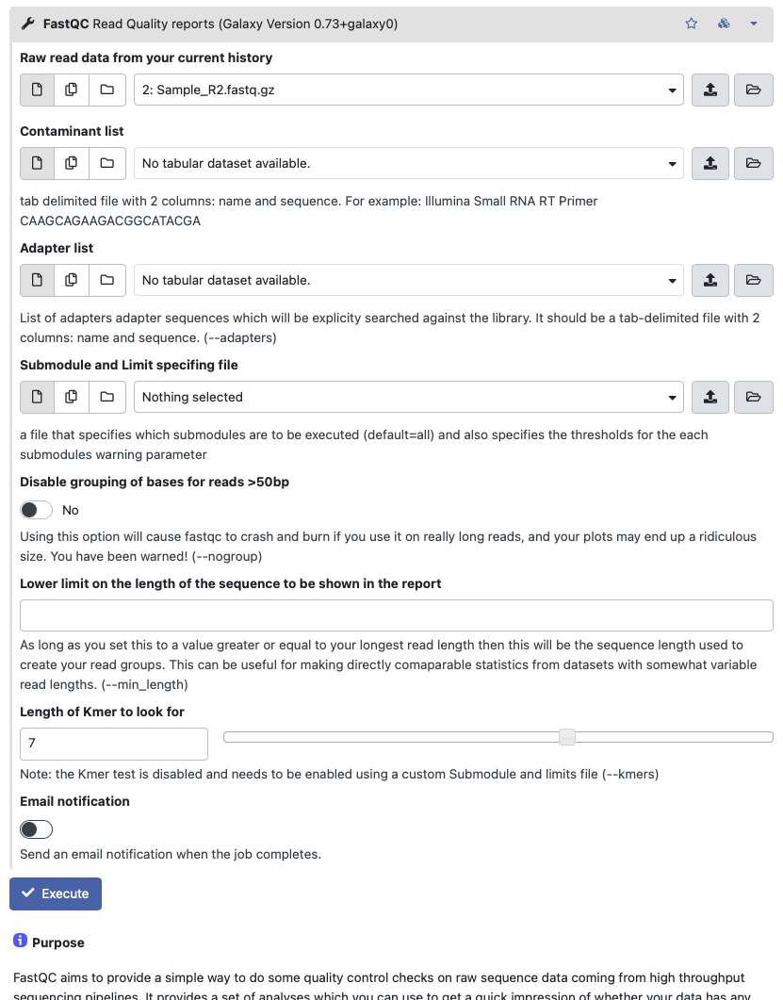 FastQC Read Quality reports (Galaxy Version 0.73+galaxy0)
Raw read data from your current history
2: Sample_R2.fastq.gz
Contaminant list
No tabular dataset available.
tab delimited file with 2 columns: name and sequence. For example: Illumina Small RNA RT Primer
CAAGCAGAAGACGGCATACGA
Adapter list
No tabular dataset available.
List of adapters adapter sequences which will be explicity searched against the library. It should be a tab-delimited file with 2
columns: name and sequence. (--adapters)
Submodule and Limit specifing file
Nothing selected
a file that specifies which submodules are to be executed (default=all) and also specifies the thresholds for the each
submodules warning parameter
Disable grouping of bases for reads >50bp
No
Using this option will cause fastqc to crash and burn if you use it on really long reads, and your plots may end up a ridiculous
size. You have been warned! (--nogroup)
Lower limit on the length of the sequence to be shown in the report
As long as you set this to a value greater or equal to your longest read length then this will be the sequence length used to
create your read groups. This can be useful for making directly comaparable statistics from datasets with somewhat variable
read lengths. (--min_length)
Length of Kmer to look for
7
Note: the Kmer test is disabled and needs to be enabled using a custom Submodule and limits file (--kmers)
Email notification
Send an email notification when the job completes.
Execute
Purpose
FastQC aims to provide a simple way to do some quality control checks on raw sequence data coming from high throughput
sequencing pipelines. It provides a set of analyses which you can use to get a quick impression of whether your data has any